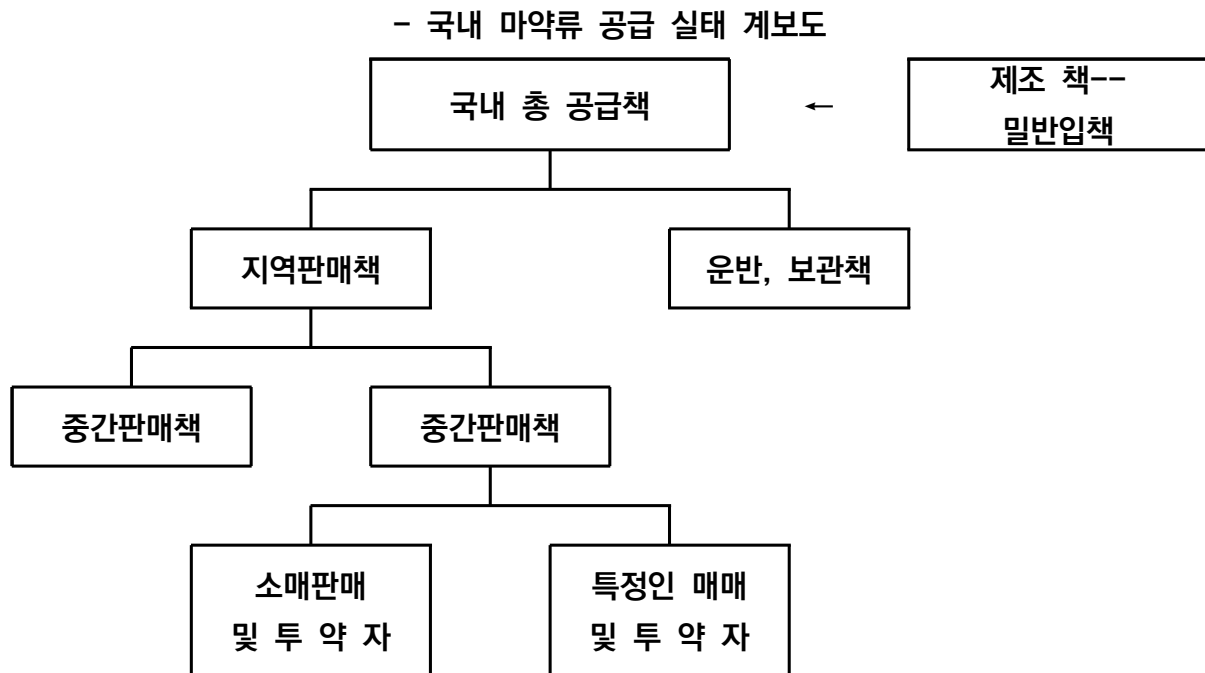 - 국내 마약류 공급 실태 계보도
국내 총 공급책
←
제조 책--
밀반입책
지역판매책
운반, 보관책
중간판매책
중간판매책
소매판매
및 투 약 자
특정인 매매
및 투 약 자